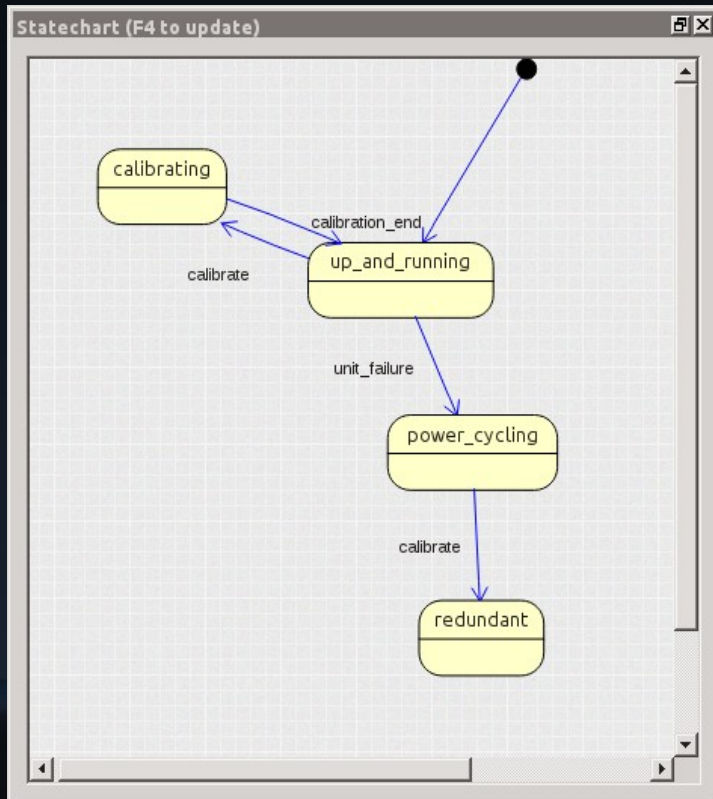 Statechart (F4 to update)
calibrating
calibration_end
up_and_running
calibrate
unit_failure
power_cycling
calibrate
redundant